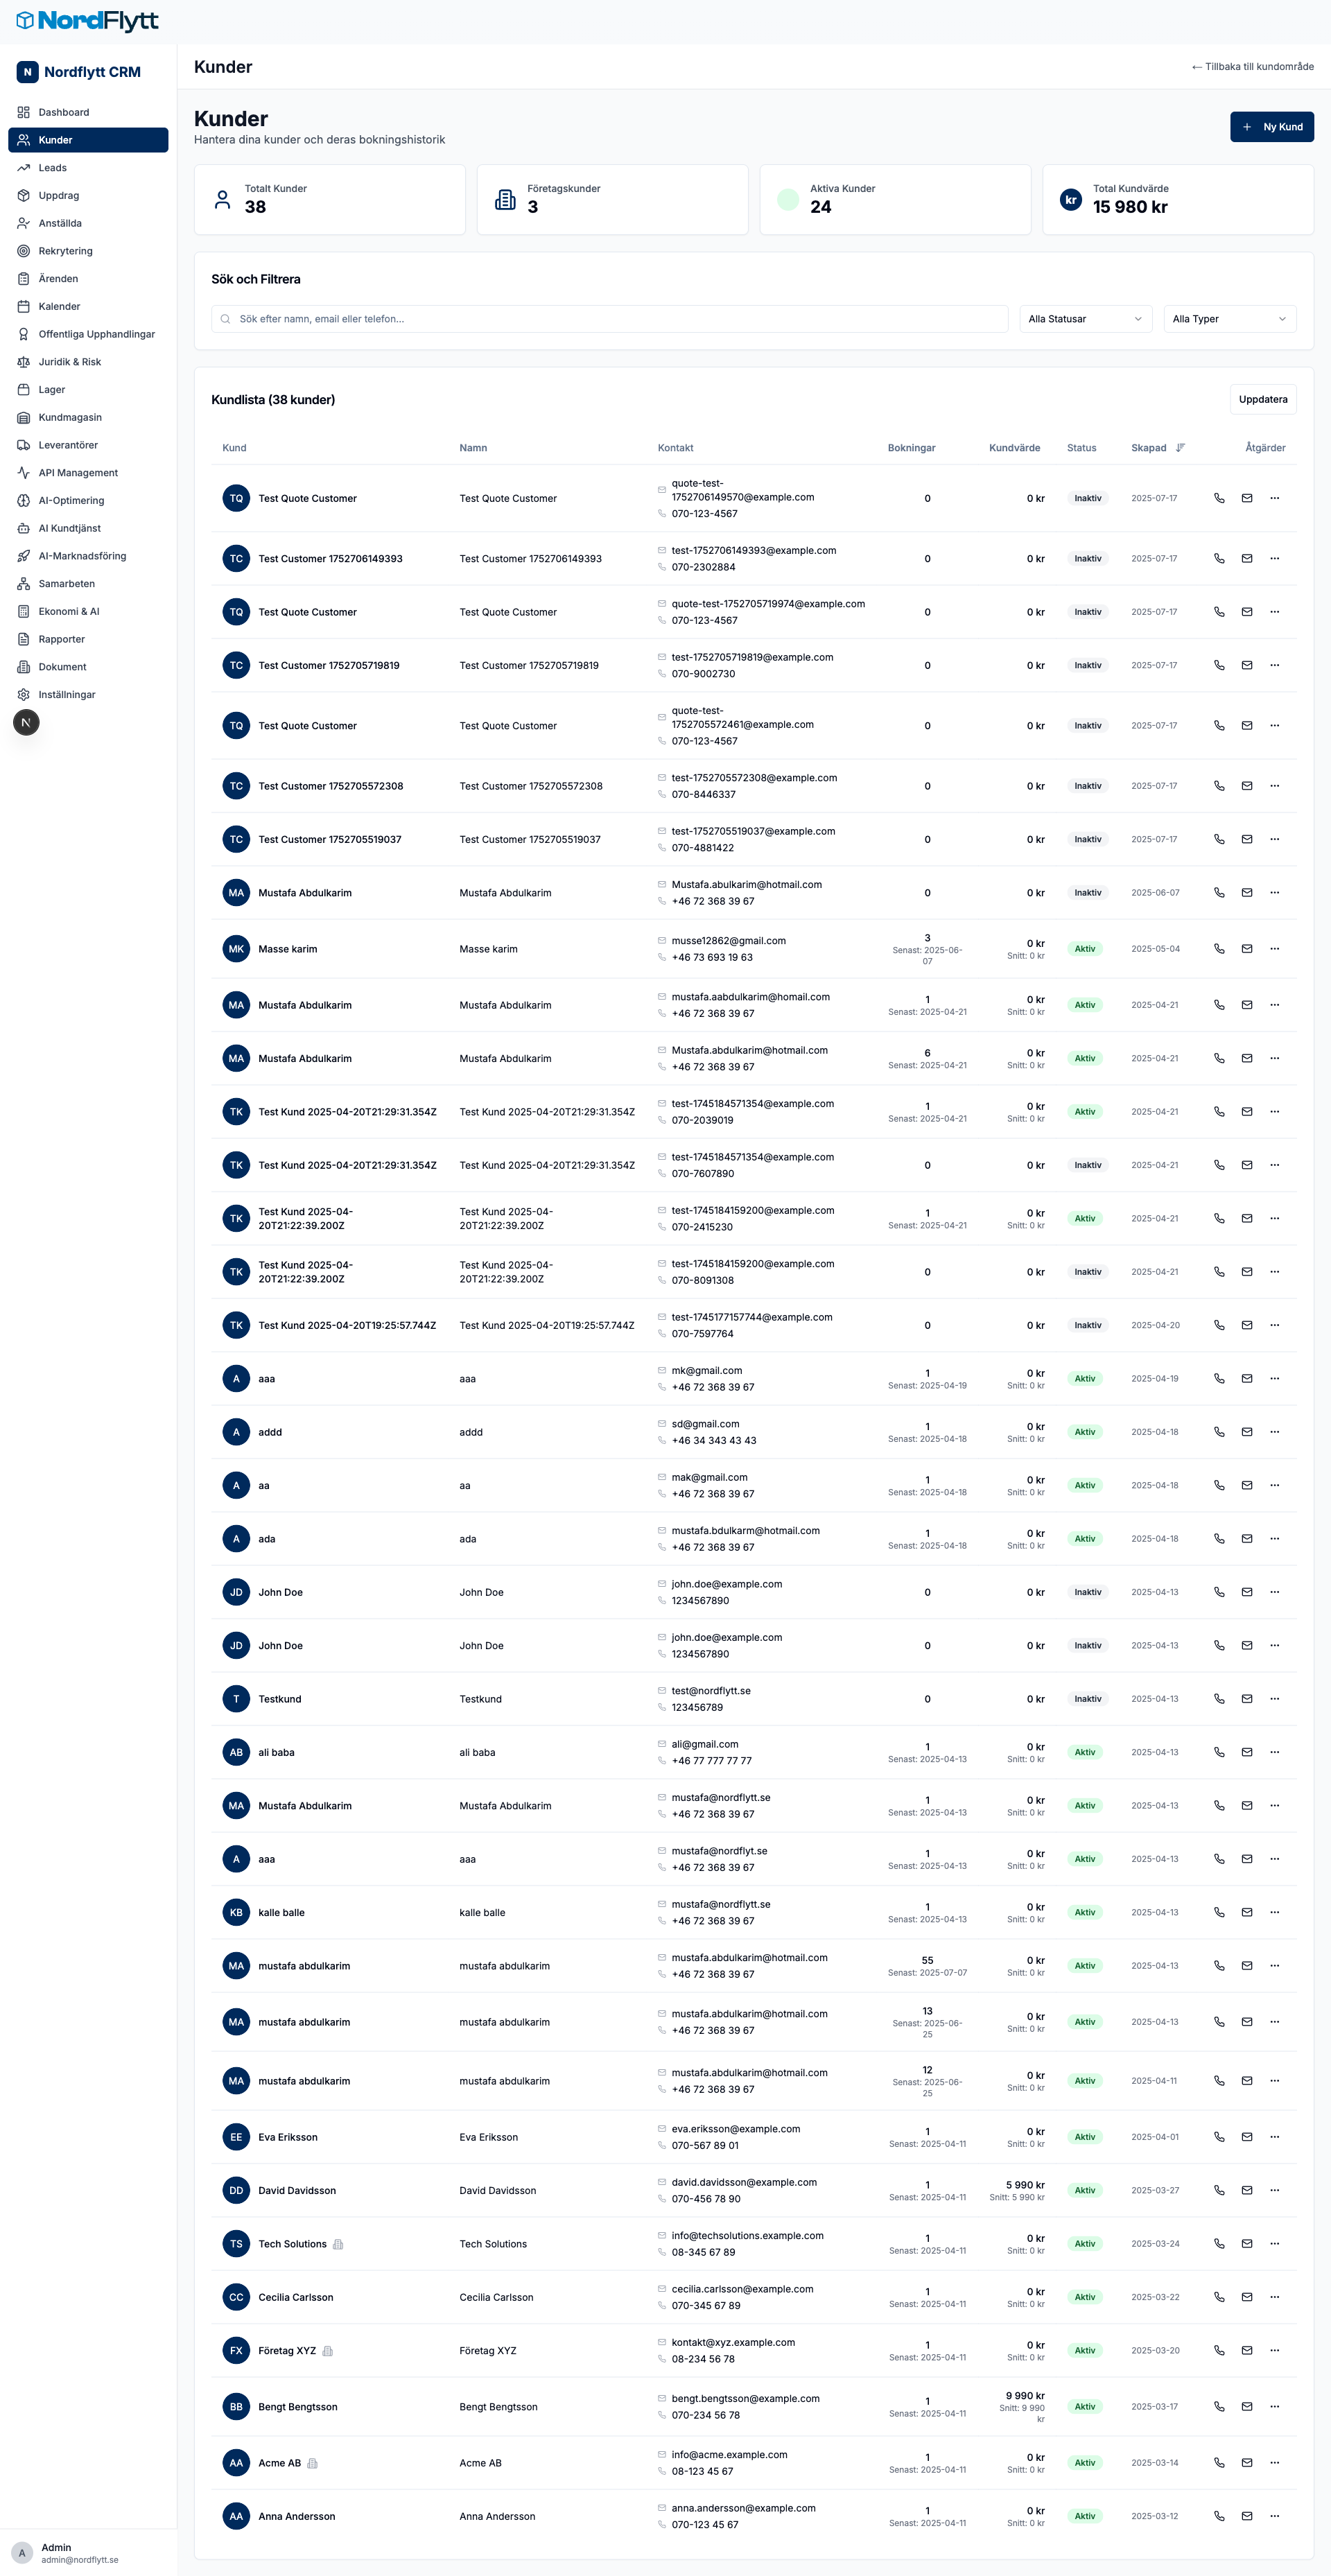 NordFlytt
N Nordflytt CRM
Dashboard
Kunder
Leads
Uppdrag
Anställda
Rekrytering
Ärenden
Kalender
Offentliga Upphandlingar
Juridik & Risk
Lager
Kundmagasin
Leverantörer
API Management
AI-Optimering
AI Kundtjänst
AI-Marknadsföring
Samarbeten
Ekonomi & AI
Rapporter
Dokument
Inställningar
N
A Admin
admin@nordflytt.se
Kunder
← Tillbaka till kundområde
Kunder
Hantera dina kunder och deras bokningshistorik
+ Ny Kund
Totalt Kunder
38
Företagskunder
3
Aktiva Kunder
24
kr
Total Kundvärde
15 980 kr
Sök och Filtrera
Sök efter namn, email eller telefon...
Alla Statusar
Alla Typer
Kundlista (38 kunder)
Uppdatera
Kund Namn Kontakt Bokningar Kundvärde Status Skapad Åtgärder
TQ Test Quote Customer Test Quote Customer quote-test-
1752706149570@example.com
070-123-4567 0 0 kr Inaktiv 2025-07-17
TC Test Customer 1752706149393 Test Customer 1752706149393 test-1752706149393@example.com
070-2302884 0 0 kr Inaktiv 2025-07-17
TQ Test Quote Customer Test Quote Customer quote-test-1752705719974@example.com
070-123-4567 0 0 kr Inaktiv 2025-07-17
TC Test Customer 1752705719819 Test Customer 1752705719819 test-1752705719819@example.com
070-9002730 0 0 kr Inaktiv 2025-07-17
TQ Test Quote Customer Test Quote Customer quote-test-
1752705572461@example.com
070-123-4567 0 0 kr Inaktiv 2025-07-17
TC Test Customer 1752705572308 Test Customer 1752705572308 test-1752705572308@example.com
070-8446337 0 0 kr Inaktiv 2025-07-17
TC Test Customer 1752705519037 Test Customer 1752705519037 test-1752705519037@example.com
070-4881422 0 0 kr Inaktiv 2025-07-17
MA Mustafa Abdulkarim Mustafa Abdulkarim Mustafa.abulkarim@hotmail.com
+46 72 368 39 67 0 0 kr Inaktiv 2025-06-07
MK Masse karim Masse karim musse12862@gmail.com 3 0 kr Aktiv 2025-05-04
+46 73 693 19 63 Senast: 2025-06- Snitt: 0 kr
07
MA Mustafa Abdulkarim Mustafa Abdulkarim mustafa.aabdulkarim@homail.com 1 0 kr Aktiv 2025-04-21
+46 72 368 39 67 Senast: 2025-04-21 Snitt: 0 kr
MA Mustafa Abdulkarim Mustafa Abdulkarim Mustafa.abdulkarim@hotmail.com 6 0 kr Aktiv 2025-04-21
+46 72 368 39 67 Senast: 2025-04-21 Snitt: 0 kr
TK Test Kund 2025-04-20T21:29:31.354Z Test Kund 2025-04-20T21:29:31.354Z test-1745184571354@example.com 1 0 kr Aktiv 2025-04-21
070-2039019 Senast: 2025-04-21 Snitt: 0 kr
TK Test Kund 2025-04-20T21:29:31.354Z Test Kund 2025-04-20T21:29:31.354Z test-1745184571354@example.com
070-7607890 0 0 kr Inaktiv 2025-04-21
TK Test Kund 2025-04- Test Kund 2025-04- test-1745184159200@example.com 1 0 kr Aktiv 2025-04-21
20T21:22:39.200Z 20T21:22:39.200Z 070-2415230 Senast: 2025-04-21 Snitt: 0 kr
TK Test Kund 2025-04- Test Kund 2025-04- test-1745184159200@example.com 0 0 kr Inaktiv 2025-04-21
20T21:22:39.200Z 20T21:22:39.200Z 070-8091308
TK Test Kund 2025-04-20T19:25:57.744Z Test Kund 2025-04-20T19:25:57.744Z test-1745177157744@example.com
070-7597764 0 0 kr Inaktiv 2025-04-20
A aaa aaa mk@gmail.com 1 0 kr Aktiv 2025-04-19
+46 72 368 39 67 Senast: 2025-04-19 Snitt: 0 kr
A addd addd sd@gmail.com 1 0 kr Aktiv 2025-04-18
+46 34 343 43 43 Senast: 2025-04-18 Snitt: 0 kr
A aa aa mak@gmail.com 1 0 kr Aktiv 2025-04-18
+46 72 368 39 67 Senast: 2025-04-18 Snitt: 0 kr
A ada ada mustafa.bdulkarm@hotmail.com 1 0 kr Aktiv 2025-04-18
+46 72 368 39 67 Senast: 2025-04-18 Snitt: 0 kr
JD John Doe John Doe john.doe@example.com
1234567890 0 0 kr Inaktiv 2025-04-13
JD John Doe John Doe john.doe@example.com
1234567890 0 0 kr Inaktiv 2025-04-13
T Testkund Testkund test@nordflytt.se
123456789 0 0 kr Inaktiv 2025-04-13
AB ali baba ali baba ali@gmail.com 1 0 kr Aktiv 2025-04-13
+46 77 777 77 77 Senast: 2025-04-13 Snitt: 0 kr
MA Mustafa Abdulkarim Mustafa Abdulkarim mustafa@nordflytt.se 1 0 kr Aktiv 2025-04-13
+46 72 368 39 67 Senast: 2025-04-13 Snitt: 0 kr
A aaa aaa mustafa@nordflyt.se 1 0 kr Aktiv 2025-04-13
+46 72 368 39 67 Senast: 2025-04-13 Snitt: 0 kr
KB kalle balle kalle balle mustafa@nordflytt.se 1 0 kr Aktiv 2025-04-13
+46 72 368 39 67 Senast: 2025-04-13 Snitt: 0 kr
MA mustafa abdulkarim mustafa abdulkarim mustafa.abdulkarim@hotmail.com 55 0 kr Aktiv 2025-04-13
+46 72 368 39 67 Senast: 2025-07-07 Snitt: 0 kr
MA mustafa abdulkarim mustafa abdulkarim mustafa.abdulkarim@hotmail.com 13 0 kr Aktiv 2025-04-13
+46 72 368 39 67 Senast: 2025-06- Snitt: 0 kr
25
MA mustafa abdulkarim mustafa abdulkarim mustafa.abdulkarim@hotmail.com 12 0 kr Aktiv 2025-04-11
+46 72 368 39 67 Senast: 2025-06- Snitt: 0 kr
25
EE Eva Eriksson Eva Eriksson eva.eriksson@example.com 1 0 kr Aktiv 2025-04-01
070-567 89 01 Senast: 2025-04-11 Snitt: 0 kr
DD David Davidsson David Davidsson david.davidsson@example.com 1 5 990 kr Aktiv 2025-03-27
070-456 78 90 Senast: 2025-04-11 Snitt: 5 990 kr
TS Tech Solutions Tech Solutions info@techsolutions.example.com 1 0 kr Aktiv 2025-03-24
08-345 67 89 Senast: 2025-04-11 Snitt: 0 kr
CC Cecilia Carlsson Cecilia Carlsson cecilia.carlsson@example.com 1 0 kr Aktiv 2025-03-22
070-345 67 89 Senast: 2025-04-11 Snitt: 0 kr
FX Företag XYZ Företag XYZ kontakt@xyz.example.com 1 0 kr Aktiv 2025-03-20
08-234 56 78 Senast: 2025-04-11 Snitt: 0 kr
BB Bengt Bengtsson Bengt Bengtsson bengt.bengtsson@example.com 1 9 990 kr Aktiv 2025-03-17
070-234 56 78 Senast: 2025-04-11 Snitt: 9 990
kr
AA Acme AB Acme AB info@acme.example.com 1 0 kr Aktiv 2025-03-14
08-123 45 67 Senast: 2025-04-11 Snitt: 0 kr
AA Anna Andersson Anna Andersson anna.andersson@example.com 1 0 kr Aktiv 2025-03-12
070-123 45 67 Senast: 2025-04-11 Snitt: 0 kr